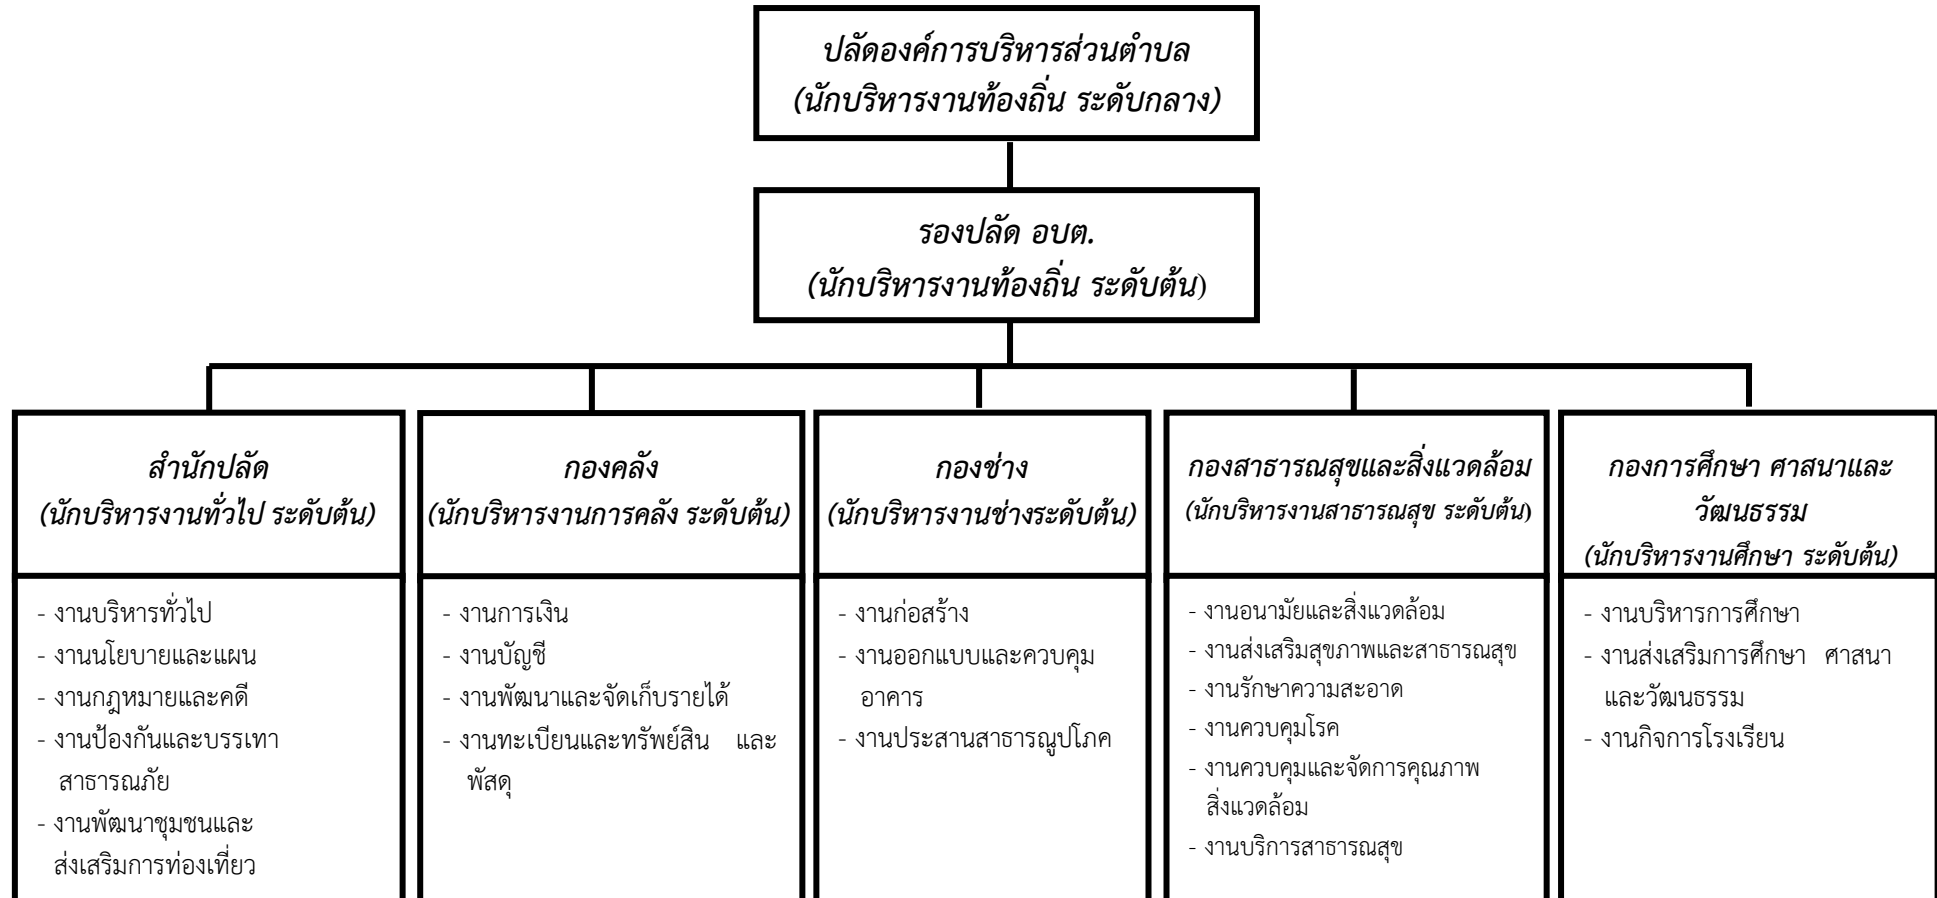 ปลัดองค์การบริหารส่วนตำบล
(นักบริหารงานท้องถิ่น ระดับกลาง)
รองปลัด อบต.
(นักบริหารงานท้องถิ่น ระดับต้น)
สำนักปลัด
(นักบริหารงานทั่วไป ระดับต้น)
- งานบริหารทั่วไป
- งานนโยบายและแผน
- งานกฎหมายและคดี
- งานป้องกันและบรรเทา
สาธารณภัย
- งานพัฒนาชุมชนและ
ส่งเสริมการท่องเที่ยว
กองคลัง
(นักบริหารงานการคลัง ระดับต้น)
- งานการเงิน
- งานบัญชี
- งานพัฒนาและจัดเก็บรายได้
- งานทะเบียนและทรัพย์สิน และ
พัสดุ
กองช่าง
(นักบริหารงานช่างระดับต้น)
- งานก่อสร้าง
- งานออกแบบและควบคุม
อาคาร
- งานประสานสาธารณูปโภค
กองสาธารณสุขและสิ่งแวดล้อม
(นักบริหารงานสาธารณสุข ระดับต้น)
- งานอนามัยและสิ่งแวดล้อม
- งานส่งเสริมสุขภาพและสาธารณสุข
- งานรักษาความสะอาด
- งานควบคุมโรค
- งานควบคุมและจัดการคุณภาพ
สิ่งแวดล้อม
- งานบริการสาธารณสุข
กองการศึกษา ศาสนาและ
วัฒนธรรม
(นักบริหารงานศึกษา ระดับต้น)
- งานบริหารการศึกษา
- งานส่งเสริมการศึกษา ศาสนา
และวัฒนธรรม
- งานกิจการโรงเรียน